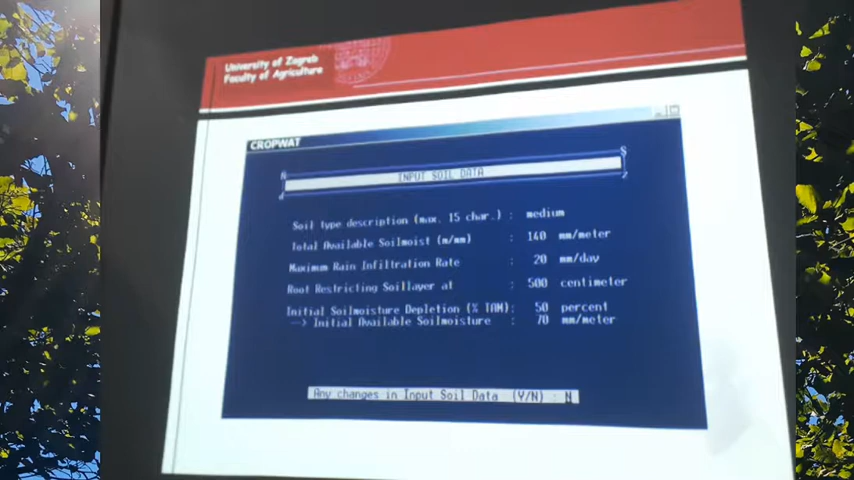 University of Zagreb
Faculty of Agriculture
CROPWAT
INPUT SOIL DATA
Soil type description (max. 15 char.) : medium
Total Available Soilmoist (m/mm) : 140 mm/meter
Maximum Rain Infiltration Rate : 20 mm/day
Root Restricting Soillayer at : 500 centimeter
Initial Soilmoisture Depletion (% TAM): 50 percent
--> Initial Available Soilmoisture : 70 mm/meter
Any changes in Input Soil Data (Y/N) : N